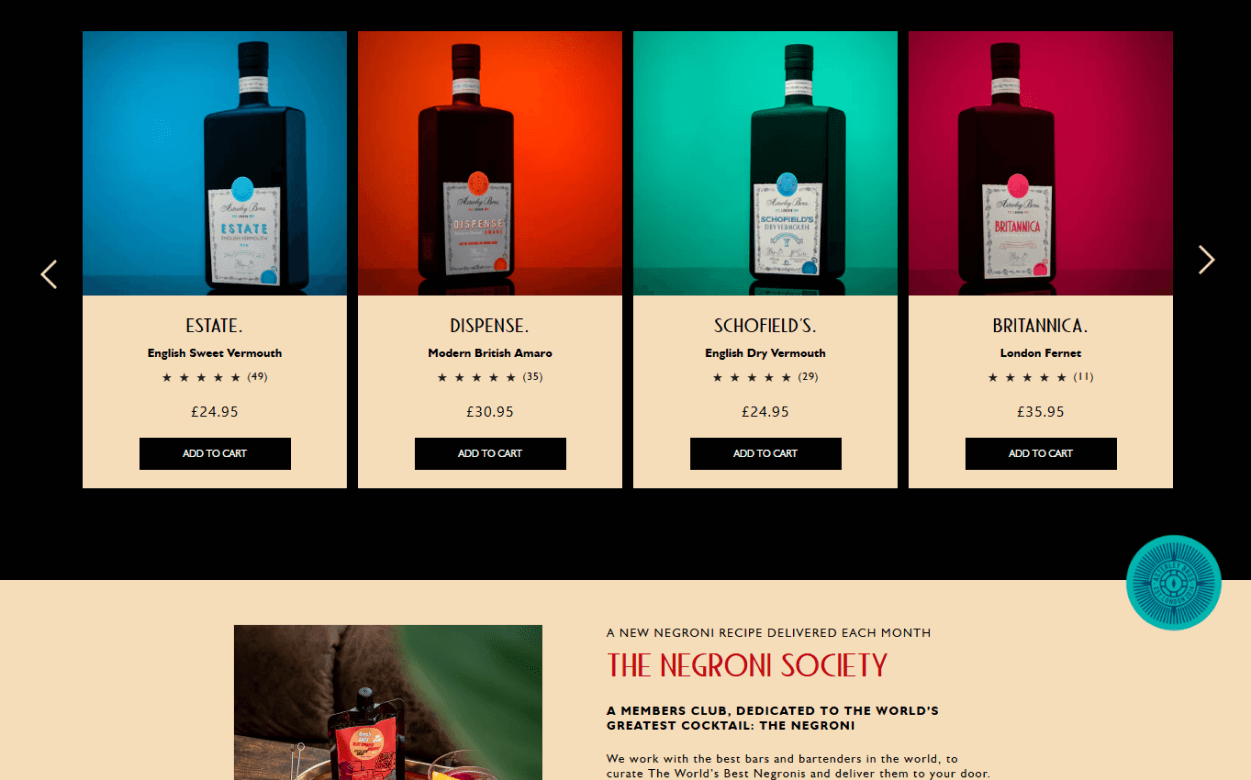 Asterley Bros.
ESTATE
ENGLISH VERMOUTH
Asterley Bros.
DISPENSE
AMARO
Asterley Bros.
SCHOFIELD'S
DRY VERMOUTH
Asterley Bros.
BRITANNICA
ESTATE.
English Sweet Vermouth
★ ★ ★ ★ ★ (49)
£24.95
ADD TO CART
DISPENSE.
Modern British Amaro
★ ★ ★ ★ ★ (35)
£30.95
ADD TO CART
SCHOFIELD'S.
English Dry Vermouth
★ ★ ★ ★ ★ (29)
£24.95
ADD TO CART
BRITANNICA.
London Fernet
★ ★ ★ ★ ★ (11)
£35.95
ADD TO CART
ASTERLEY BROS
A NEW NEGRONI RECIPE DELIVERED EACH MONTH
THE NEGRONI SOCIETY
A MEMBERS CLUB, DEDICATED TO THE WORLD'S
GREATEST COCKTAIL: THE NEGRONI
We work with the best bars and bartenders in the world, to
curate The World's Best Negronis and deliver them to your door.